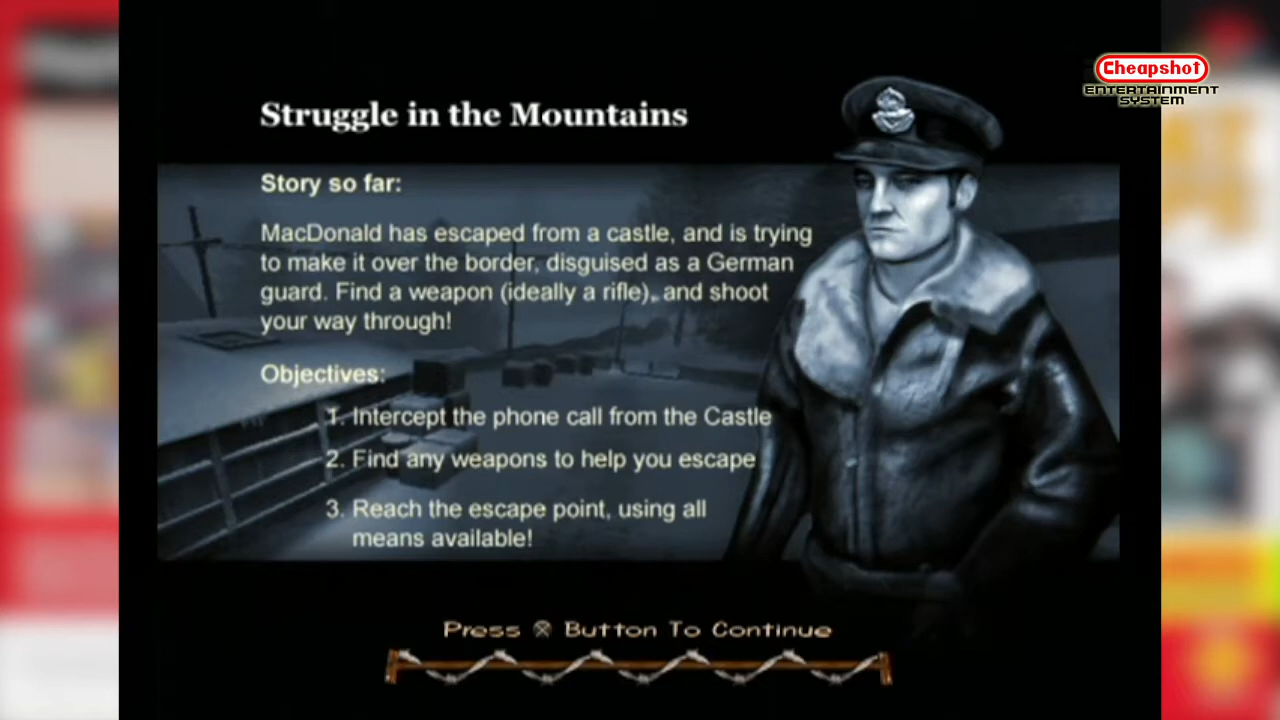 Cheapshot
ENTERTAINMENT
SYSTEM
Struggle in the Mountains
Story so far:
MacDonald has escaped from a castle, and is trying
to make it over the border, disguised as a German
guard. Find a weapon (ideally a rifle), and shoot
your way through!
Objectives:
1. Intercept the phone call from the Castle
2. Find any weapons to help you escape
3. Reach the escape point, using all
means available!
Press ⊗ Button To Continue